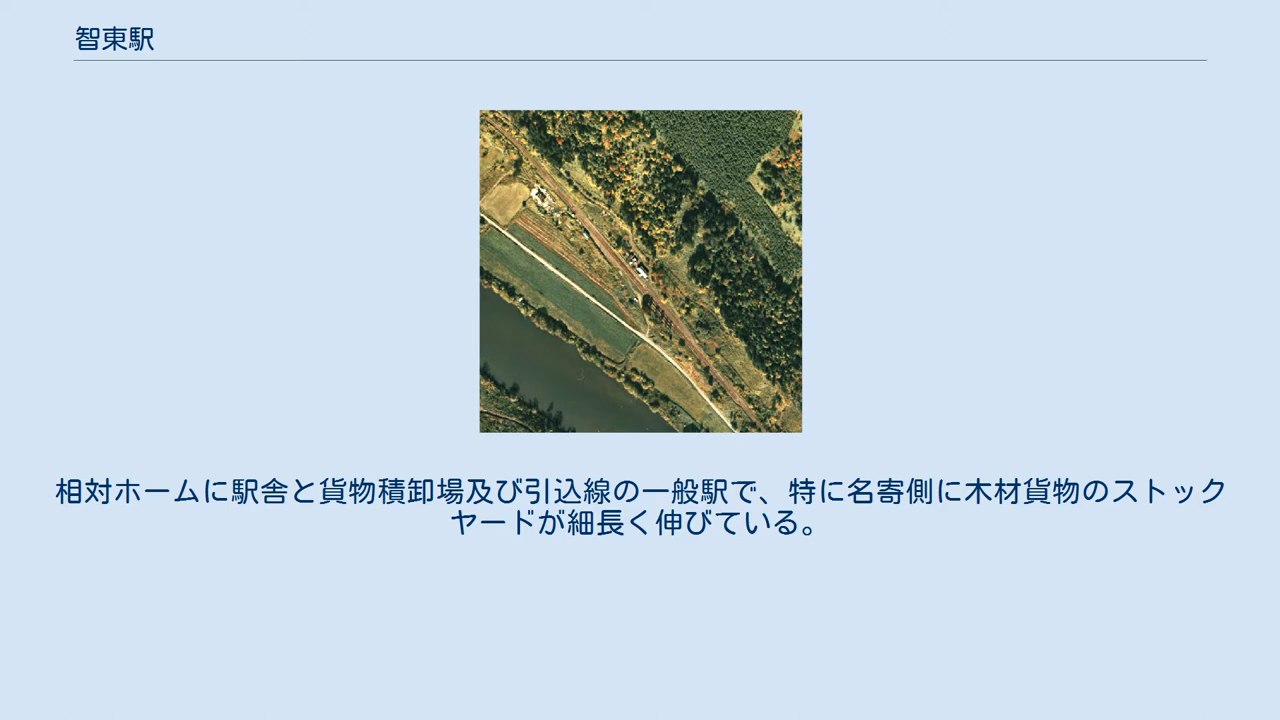 智東駅
相対ホームに駅舎と貨物積卸場及び引込線の一般駅で、特に名寄側に木材貨物のストック
ヤードが細長く伸びている。